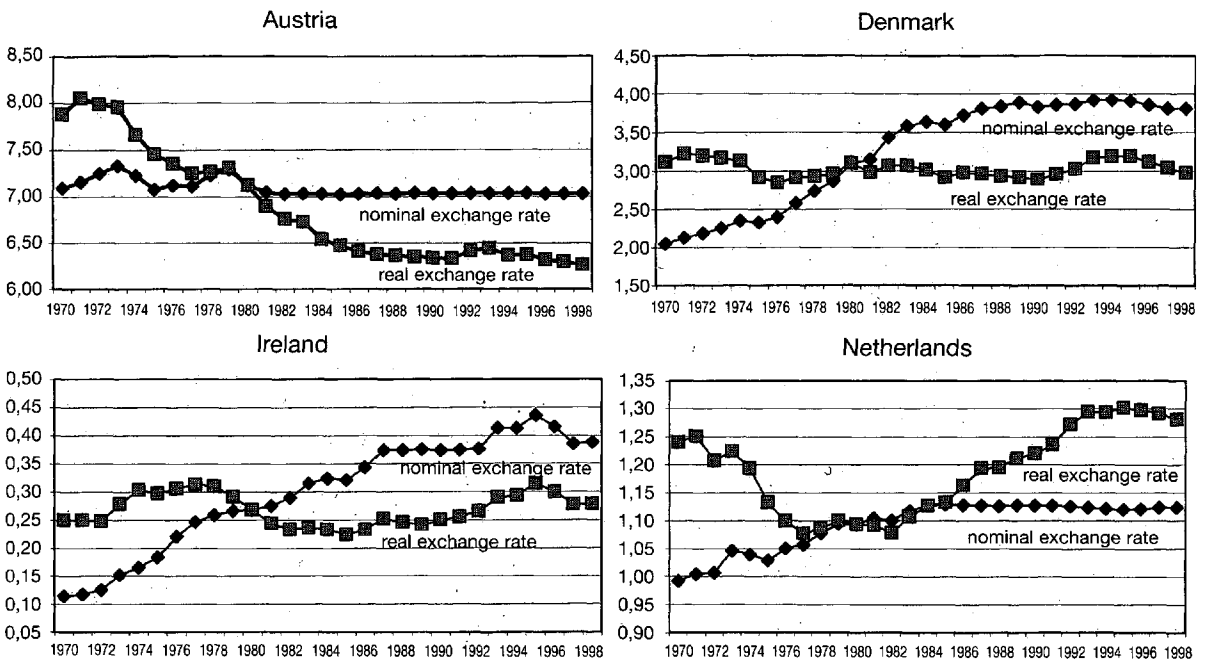 Austria
8,50
8,00
7,50
7,00
6,50
6,00
nominal exchange rate
real exchange rate
1970 1972 1974 1976 1978 1980 1982 1984 1986 1988 1990 1992 1994 1996 1998
Denmark
4,50
4,00
3,50
3,00
2,50
2,00
1,50
nominal exchange rate
real exchange rate
1970 1972 1974 1976 1978 1980 1982 1984 1986 1988 1990 1992 1994 1996 1998
Ireland
0,50
0,45
0,40
0,35
0,30
0,25
0,20
0,15
0,10
0,05
nominal exchange rate
real exchange rate
1970 1972 1974 1976 1978 1980 1982 1984 1986 1988 1990 1992 1994 1996 1998
Netherlands
1,35
1,30
1,25
1,20
1,15
1,10
1,05
1,00
0,95
0,90
real exchange rate
nominal exchange rate
1970 1972 1974 1976 1978 1980 1982 1984 1986 1988 1990 1992 1994 1996 1998